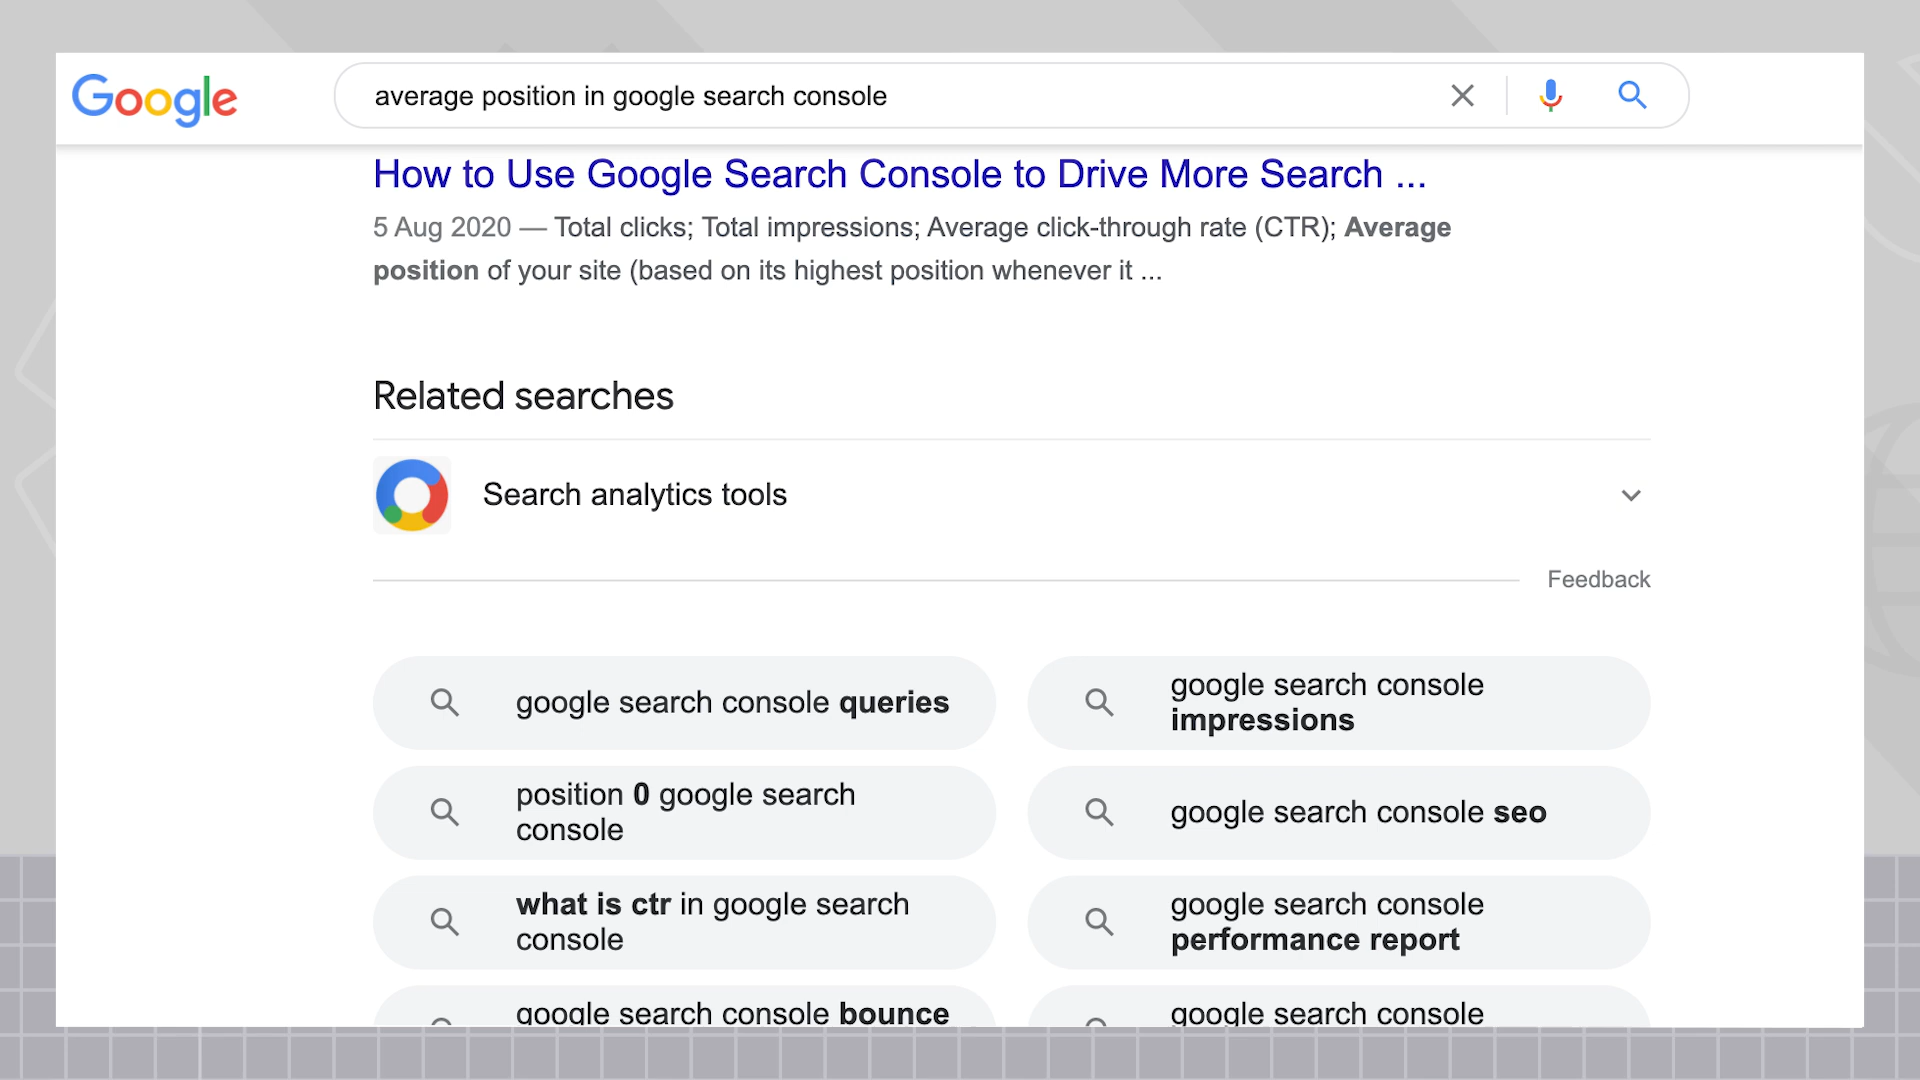 Google
average position in google search console
How to Use Google Search Console to Drive More Search ...
5 Aug 2020 — Total clicks; Total impressions; Average click-through rate (CTR); Average
position of your site (based on its highest position whenever it ...
Related searches
Search analytics tools
Feedback
google search console queries
google search console
impressions
position 0 google search
console
google search console seo
what is ctr in google search
console
google search console
performance report
google search console bounce
google search console